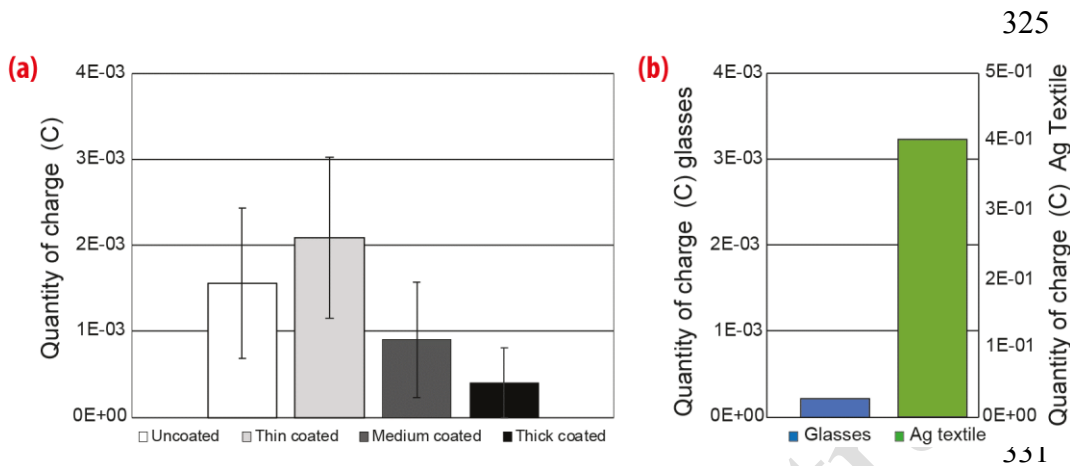 325
(a)
Quantity of charge (C)
4E-03
3E-03
2E-03
1E-03
0E+00
Uncoated Thin coated Medium coated Thick coated
(b)
Quantity of charge (C) glasses
4E-03
3E-03
2E-03
1E-03
0E+00
5E-01
4E-01
3E-01
2E-01
1E-01
0E+00
Quantity of charge (C) Ag Textile
Glasses Ag textile
331